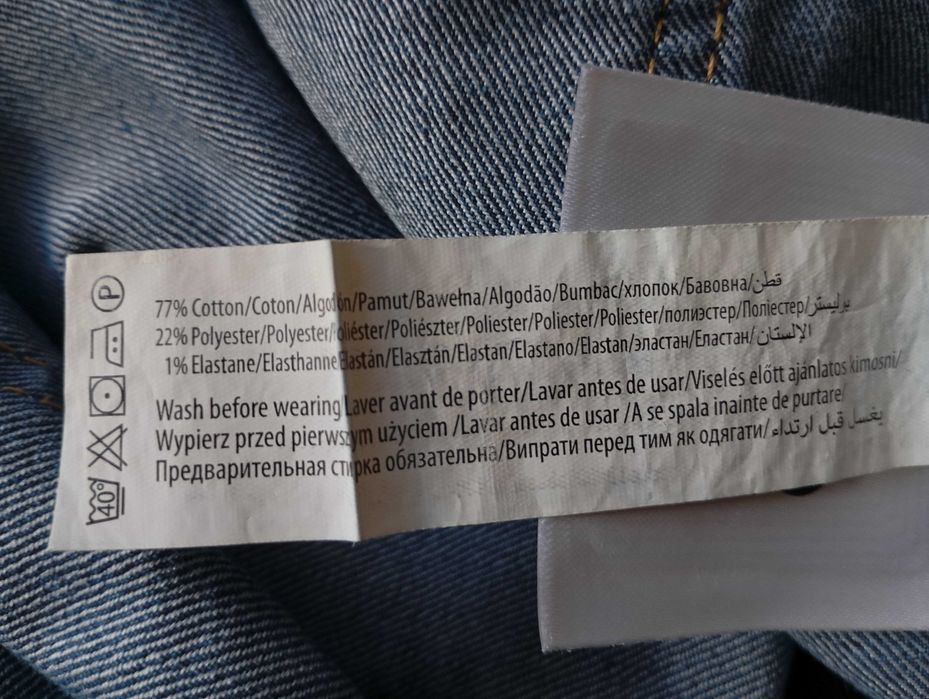 77% Cotton/Coton/Algodón/Pamut/Bawełna/Algodão/Bumbac/хлопок/Бавовна/قطن
22% Polyester/Polyester/Poliéster/Poliészter/Poliester/Poliester/Poliester/полиэстер/Поліестер/بوليستر
1% Elastane/Elasthanne/Elastán/Elasztán/Elastan/Elastano/Elastan/эластан/Еластан/الإلستان
Wash before wearing/Laver avant de porter/Lavar antes de usar/Viselés előtt ajánlatos kimosni/
Wypierz przed pierwszym użyciem /Lavar antes de usar /A se spala inainte de purtare/
Предварительная стирка обязательна/Випрати перед тим як одягати/يغسل قبل ارتداء
P
40°